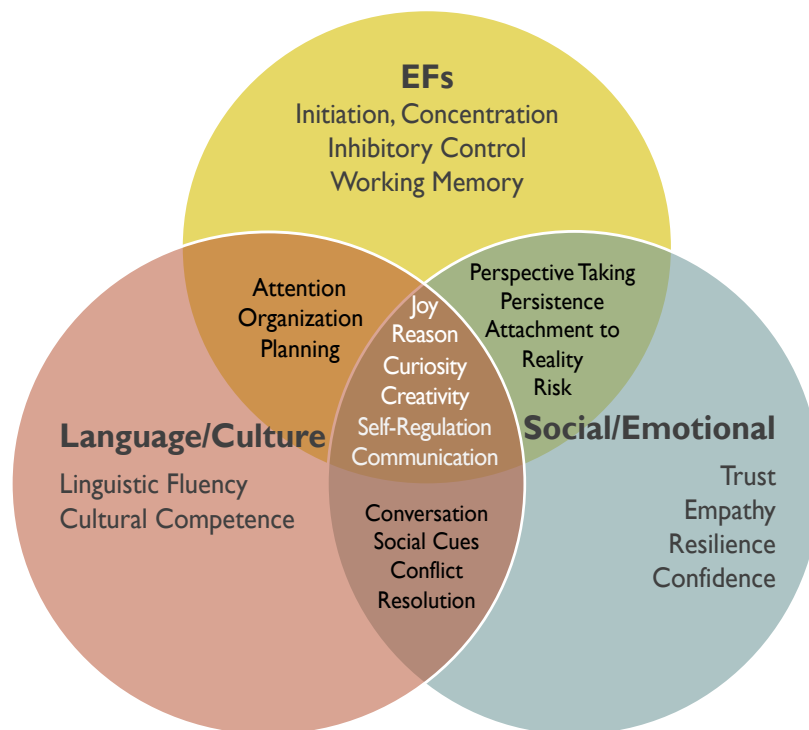 EFs
Initiation, Concentration
Inhibitory Control
Working Memory
Attention
Organization
Planning
Joy
Reason
Curiosity
Creativity
Self-Regulation
Communication
Perspective Taking
Persistence
Attachment to
Reality
Risk
Language/Culture
Linguistic Fluency
Cultural Competence
Social/Emotional
Trust
Empathy
Resilience
Confidence
Conversation
Social Cues
Conflict
Resolution